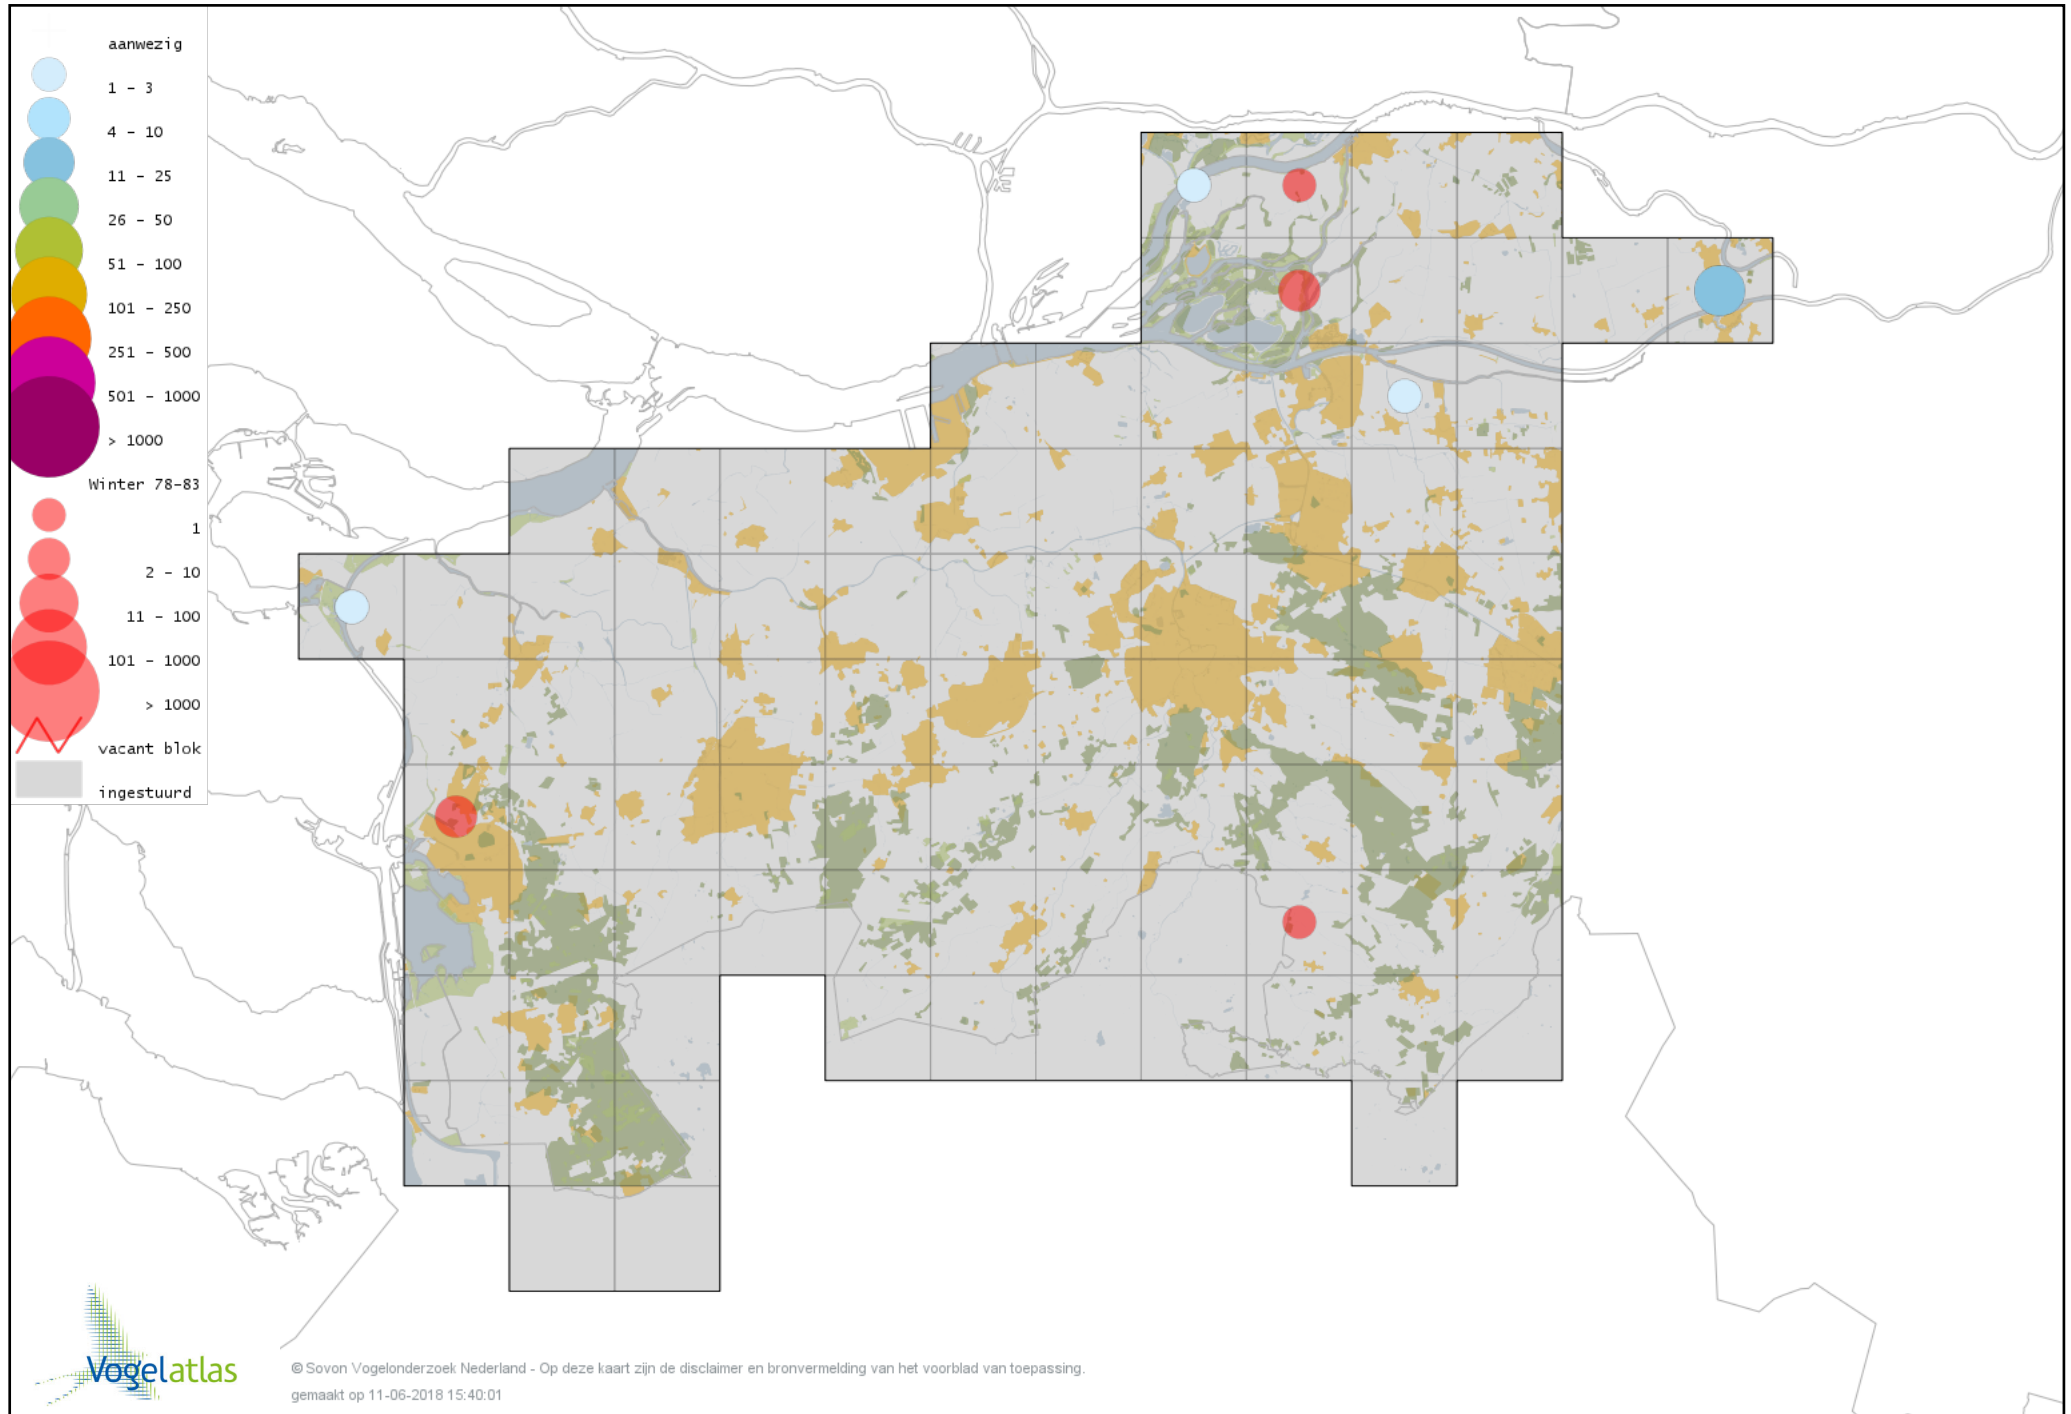 aanwezig
1 - 3
4 - 10
11 - 25
26 - 50
51 - 100
101 - 250
251 - 500
501 - 1000
> 1000
Winter 78-83
1
2 - 10
11 - 100
101 - 1000
> 1000
vacant blok
ingestuurd
Vogelatlas
© Sovon Vogelonderzoek Nederland - Op deze kaart zijn de disclaimer en bronvermelding van het voorblad van toepassing.
gemaakt op 11-06-2018 15:40:01